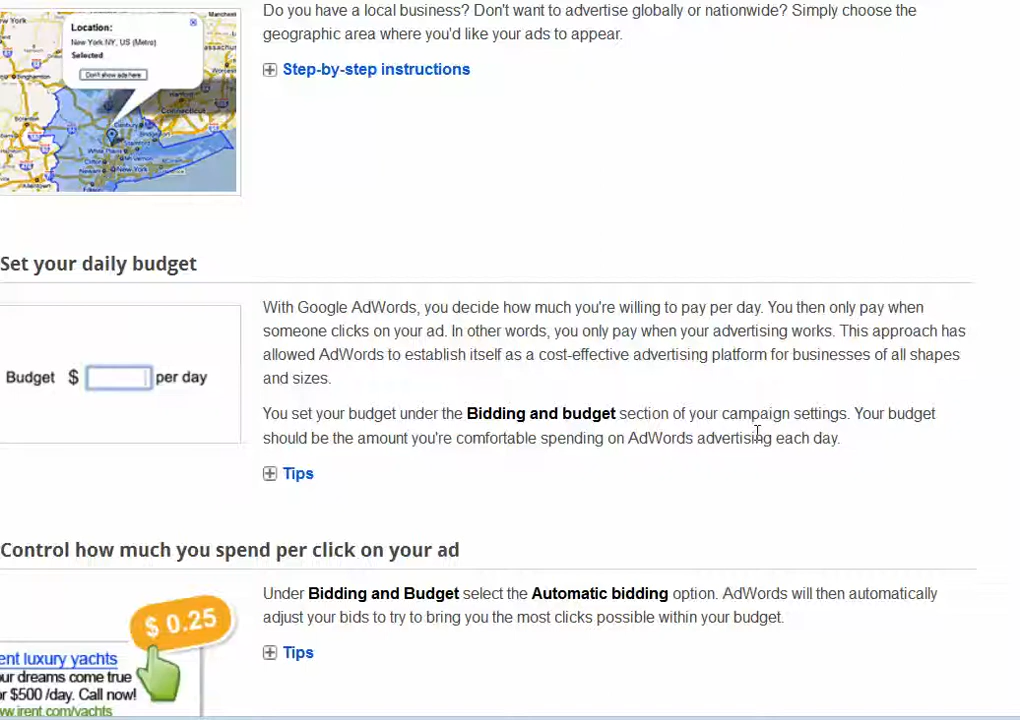 Do you have a local business? Don't want to advertise globally or nationwide? Simply choose the
geographic area where you'd like your ads to appear.
Location:
New York NY, US (Metro)
Selected
Don't show ads here
Connecticut
New York
Step-by-step instructions
Set your daily budget
Budget $ per day
With Google AdWords, you decide how much you're willing to pay per day. You then only pay when
someone clicks on your ad. In other words, you only pay when your advertising works. This approach has
allowed AdWords to establish itself as a cost-effective advertising platform for businesses of all shapes
and sizes.
You set your budget under the Bidding and budget section of your campaign settings. Your budget
should be the amount you're comfortable spending on AdWords advertising each day.
Tips
Control how much you spend per click on your ad
$ 0.25
ent luxury yachts
ur dreams come true
r $500 /day. Call now!
ww.irent.com/yachts
Under Bidding and Budget select the Automatic bidding option. AdWords will then automatically
adjust your bids to try to bring you the most clicks possible within your budget.
Tips